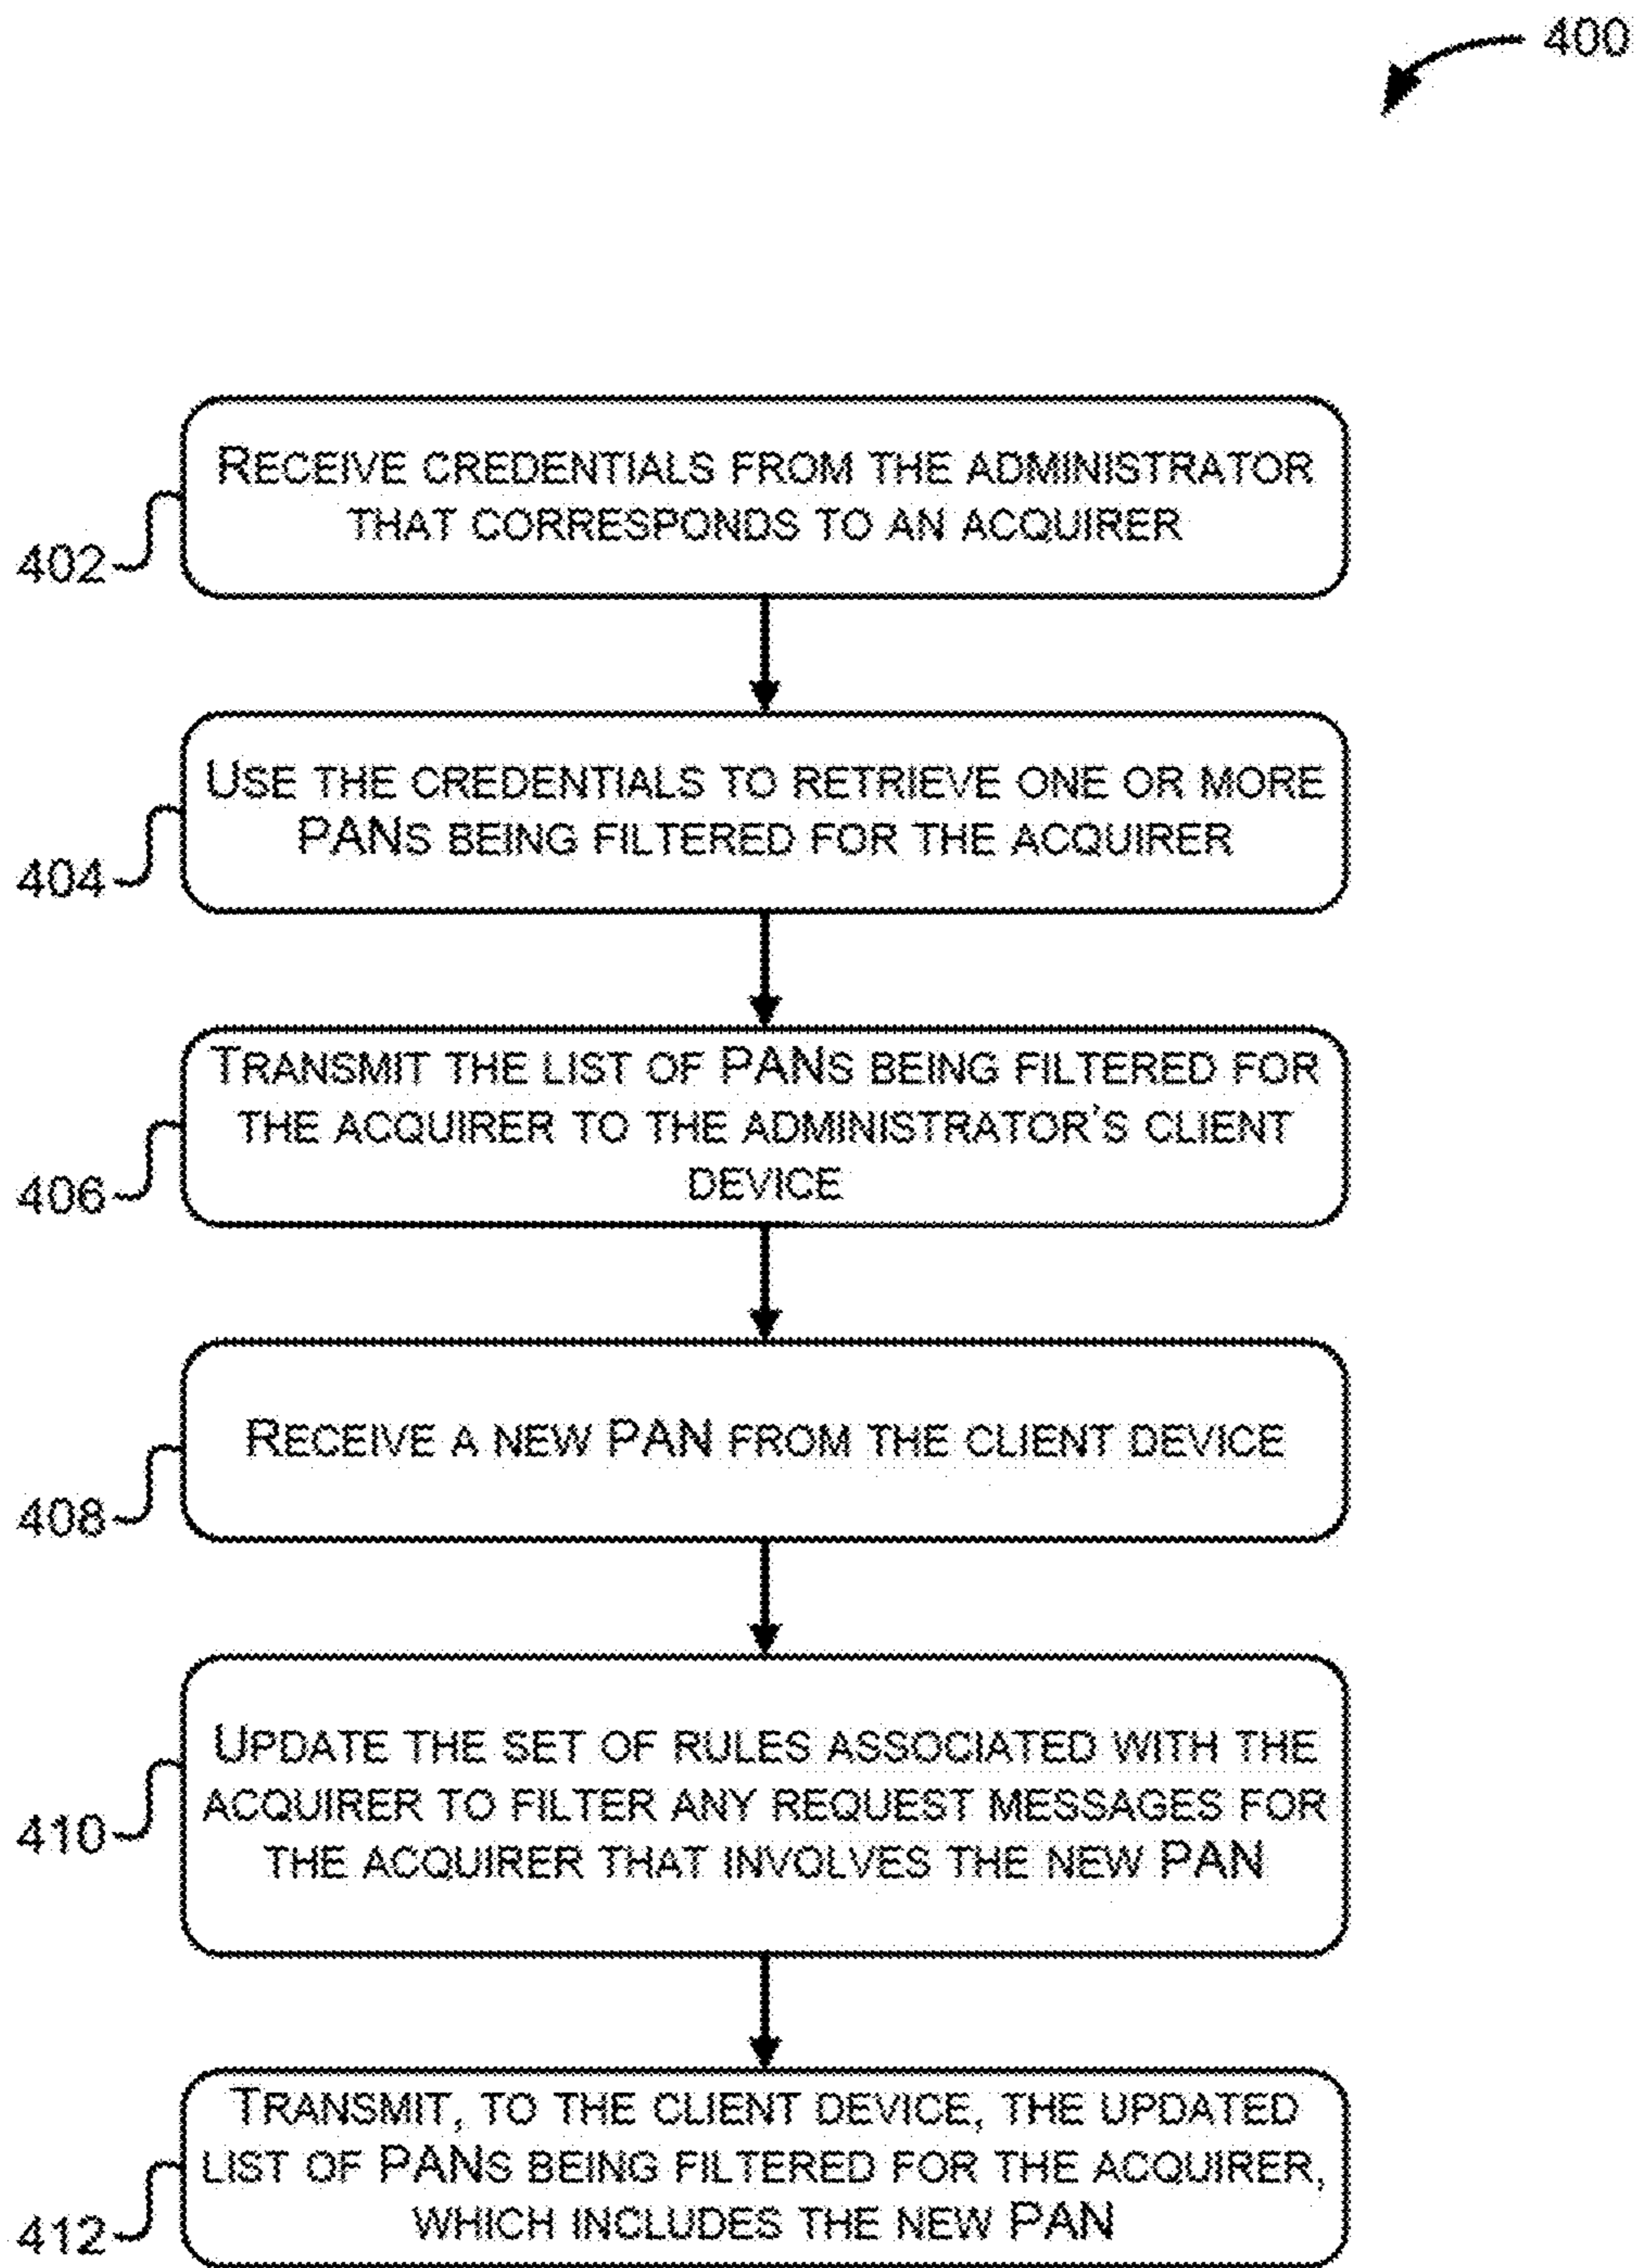 400
RECEIVE CREDENTIALS FROM THE ADMINISTRATOR
THAT CORRESPONDS TO AN ACQUIRER
402
USE THE CREDENTIALS TO RETRIEVE ONE OR MORE
PANS BEING FILTERED FOR THE ACQUIRER
404
TRANSMIT THE LIST OF PANS BEING FILTERED FOR
THE ACQUIRER TO THE ADMINISTRATOR'S CLIENT
DEVICE
406
RECEIVE A NEW PAN FROM THE CLIENT DEVICE
408
UPDATE THE SET OF RULES ASSOCIATED WITH THE
ACQUIRER TO FILTER ANY REQUEST MESSAGES FOR
THE ACQUIRER THAT INVOLVES THE NEW PAN
410
TRANSMIT, TO THE CLIENT DEVICE, THE UPDATED
LIST OF PANS BEING FILTERED FOR THE ACQUIRER,
WHICH INCLUDES THE NEW PAN
412